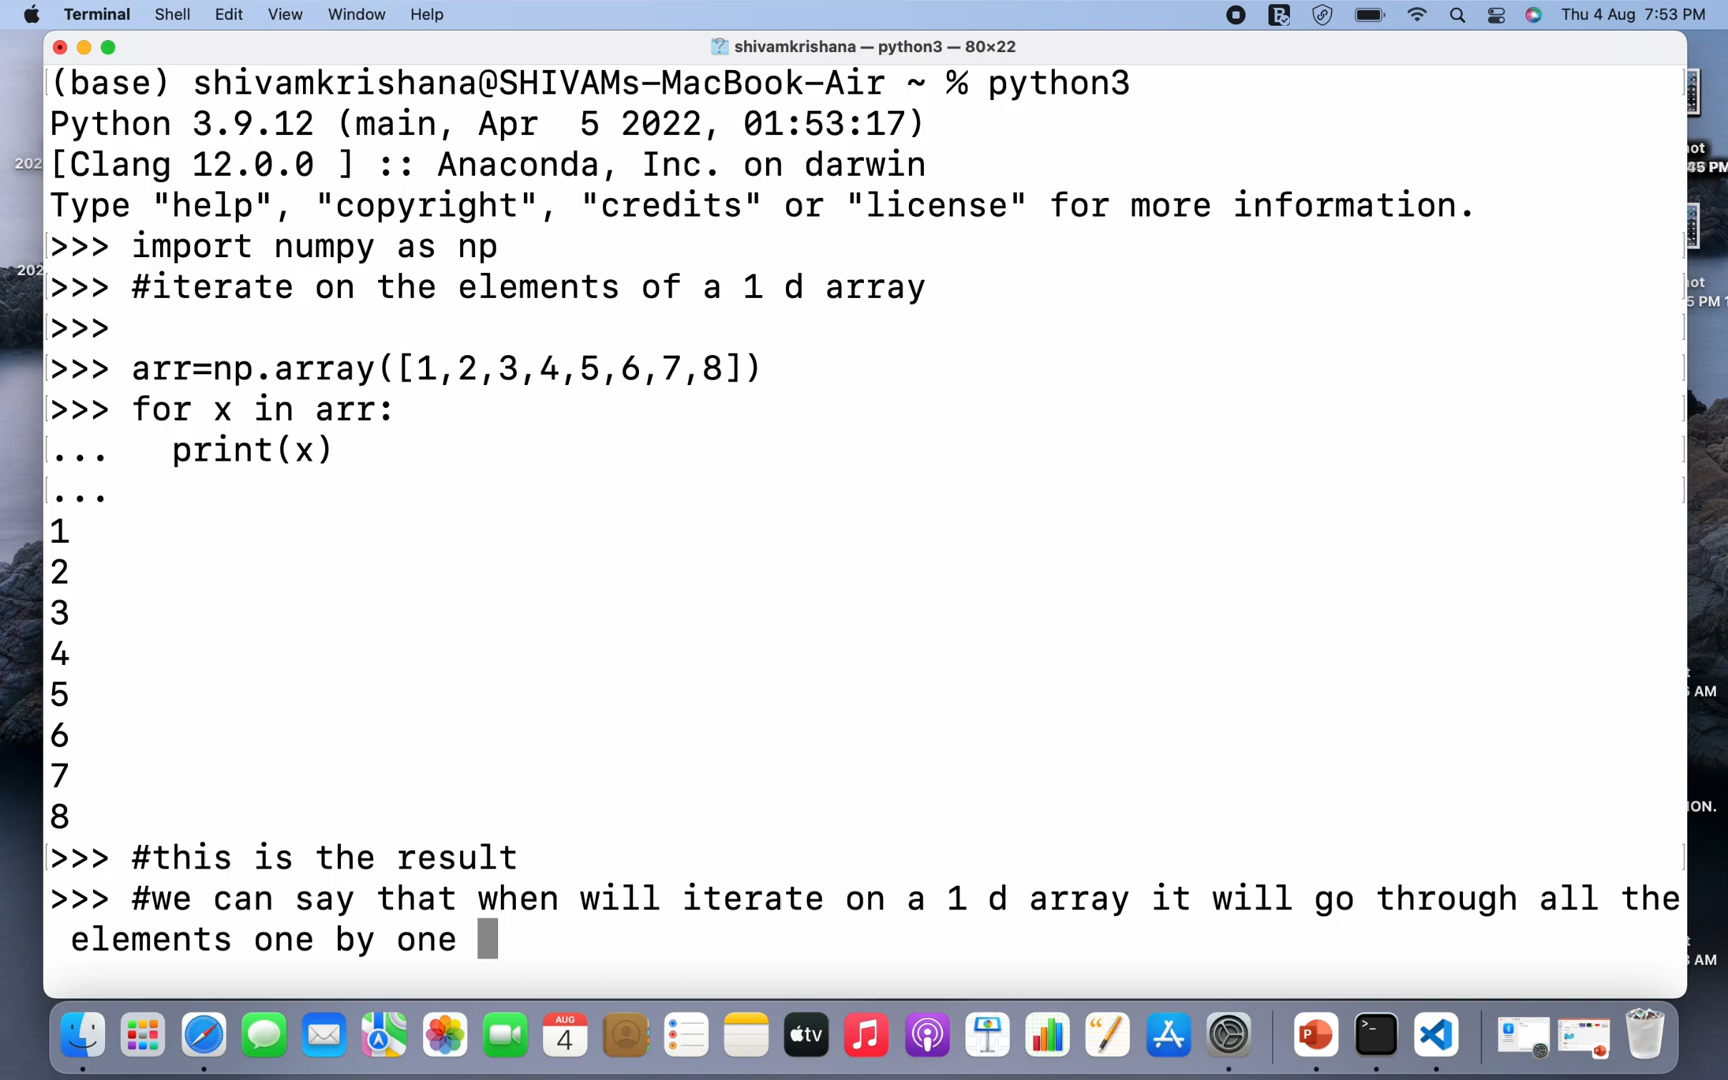 Terminal Shell Edit View Window Help Thu 4 Aug 7:53 PM
shivamkrishana — python3 — 80×22
(base) shivamkrishana@SHIVAMs-MacBook-Air ~ % python3
Python 3.9.12 (main, Apr  5 2022, 01:53:17)
[Clang 12.0.0 ] :: Anaconda, Inc. on darwin
Type "help", "copyright", "credits" or "license" for more information.
>>> import numpy as np
>>> #iterate on the elements of a 1 d array
>>>
>>> arr=np.array([1,2,3,4,5,6,7,8])
>>> for x in arr:
...   print(x)
...
1
2
3
4
5
6
7
8
>>> #this is the result
>>> #we can say that when will iterate on a 1 d array it will go through all the
elements one by one
AUG
4
tv